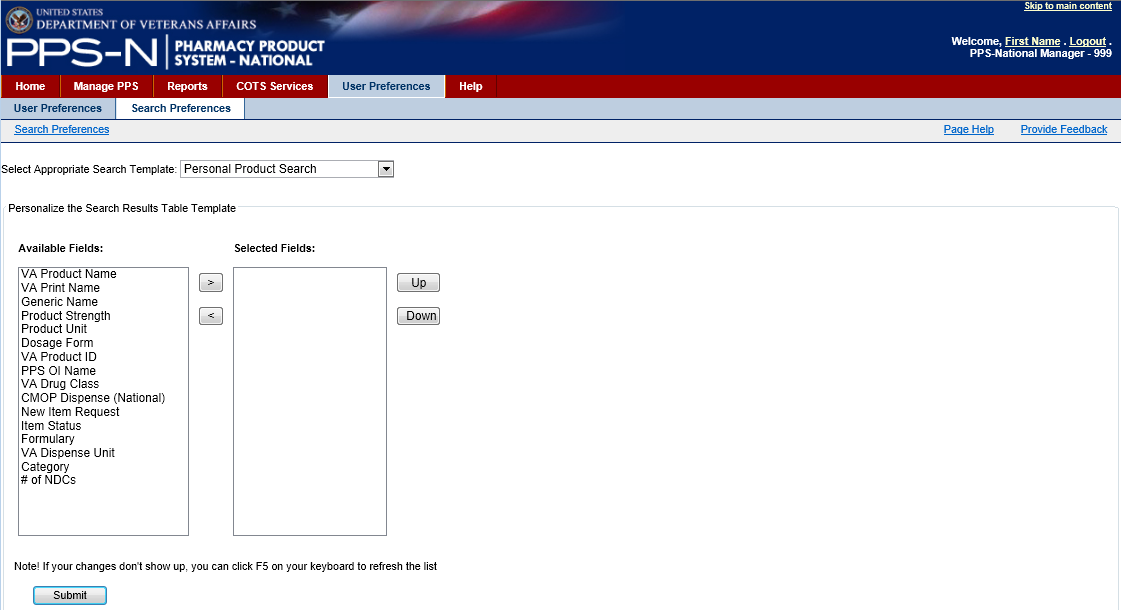 Skip to main content
UNITED STATES
DEPARTMENT OF VETERANS AFFAIRS
PPS-N PHARMACY PRODUCT
SYSTEM - NATIONAL
Welcome, First Name . Logout .
PPS-National Manager - 999
Home Manage PPS Reports COTS Services User Preferences Help
User Preferences Search Preferences
Search Preferences Page Help Provide Feedback
Select Appropriate Search Template: Personal Product Search
Personalize the Search Results Table Template
Available Fields: Selected Fields:
VA Product Name
VA Print Name
Generic Name
Product Strength
Product Unit
Dosage Form
VA Product ID
PPS OI Name
VA Drug Class
CMOP Dispense (National)
New Item Request
Item Status
Formulary
VA Dispense Unit
Category
# of NDCs
>
<
Up
Down
Note! If your changes don't show up, you can click F5 on your keyboard to refresh the list
Submit